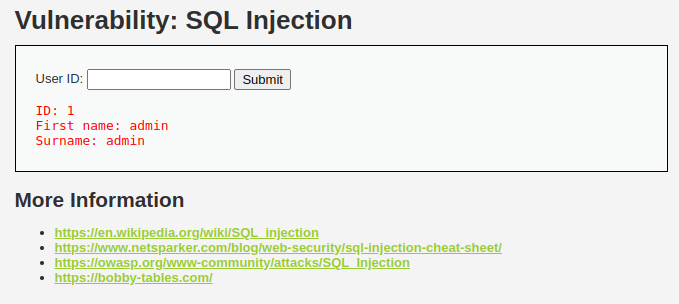 Vulnerability: SQL Injection
User ID: Submit
ID: 1
First name: admin
Surname: admin
More Information
https://en.wikipedia.org/wiki/SQL_injection
https://www.netsparker.com/blog/web-security/sql-injection-cheat-sheet/
https://owasp.org/www-community/attacks/SQL_Injection
https://bobby-tables.com/